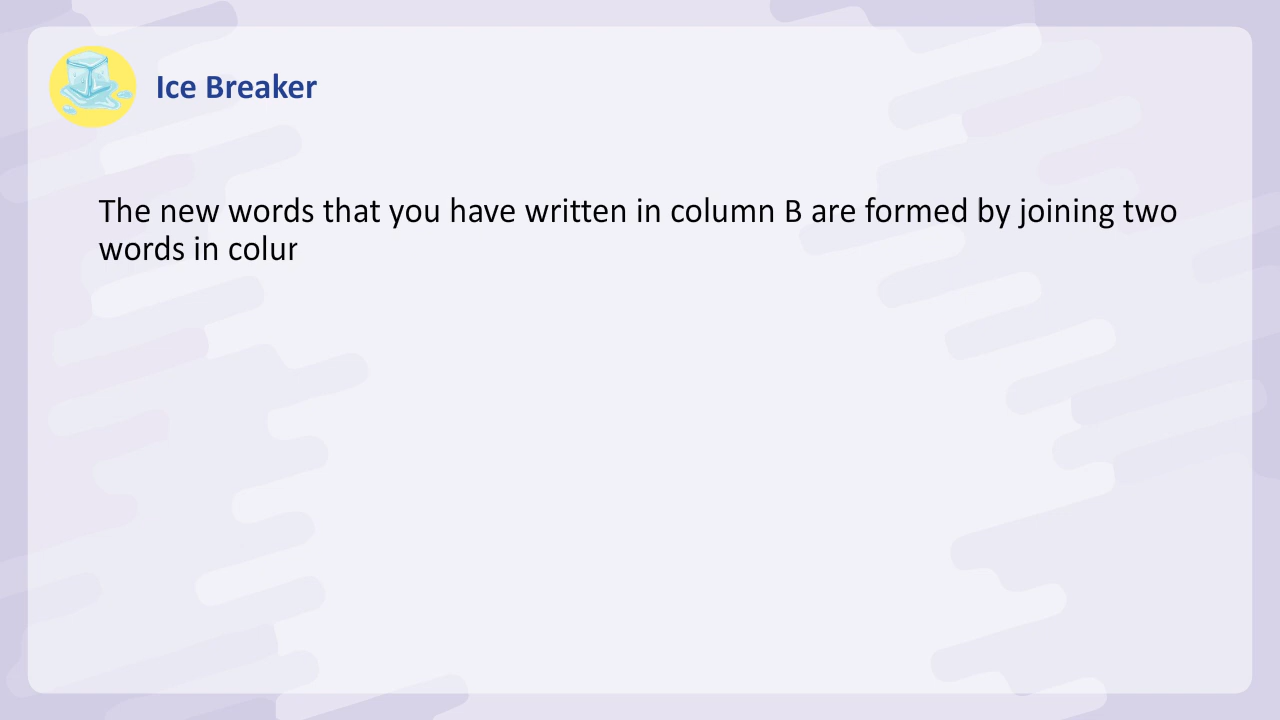 Ice Breaker
The new words that you have written in column B are formed by joining two
words in colur